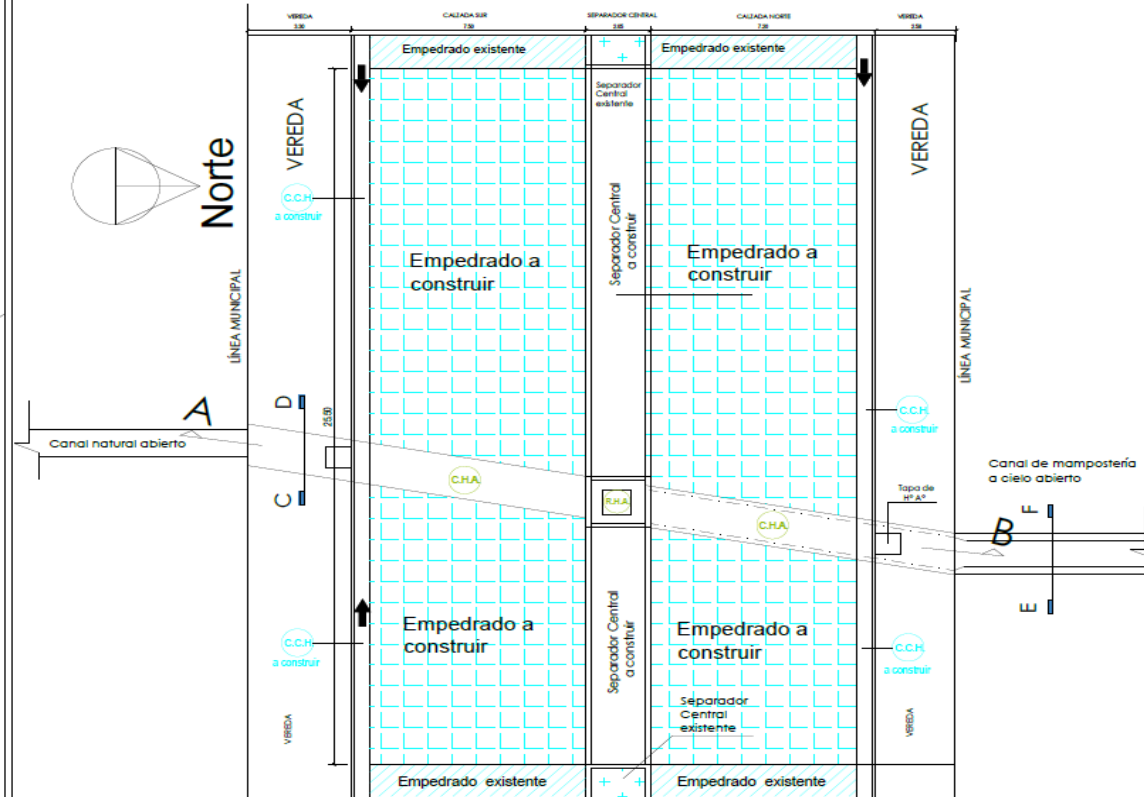 VEREDA
3.30
CALZADA SUR
7.50
SEPARADOR CENTRAL
CALZADA NORTE
VEREDA
Empedrado existente
Empedrado existente
Separador
Central
existente
VEREDA
VEREDA
Norte
C.C.H.
a construir
Separador Central
a construir
Empedrado a
construir
Empedrado a
construir
LÍNEA MUNICIPAL
LÍNEA MUNICIPAL
D
A
25.50
C.C.H.
a construir
Canal natural abierto
Canal de mampostería
a cielo abierto
C.H.A.
C
R.H.A.
Tapa de
Hº Aº
F
C.H.A.
B
E
Empedrado a
construir
Empedrado a
construir
Separador Central
a construir
C.C.H.
a construir
C.C.H.
a construir
Separador
Central
existente
VEREDA
VEREDA
Empedrado existente
Empedrado existente